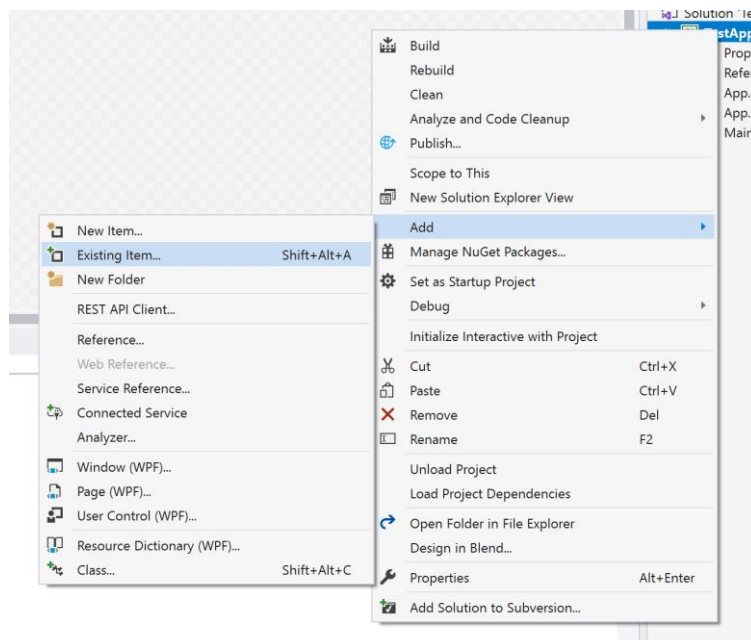 Solution 'Te
stApp
Prop
Refe
App.
App.
Main
Build
Rebuild
Clean
Analyze and Code Cleanup
Publish...
Scope to This
New Solution Explorer View
Add
Manage NuGet Packages...
Set as Startup Project
Debug
Initialize Interactive with Project
Cut Ctrl+X
Paste Ctrl+V
Remove Del
Rename F2
Unload Project
Load Project Dependencies
Open Folder in File Explorer
Design in Blend...
Properties Alt+Enter
Add Solution to Subversion...
New Item...
Existing Item... Shift+Alt+A
New Folder
REST API Client...
Reference...
Web Reference...
Service Reference...
Connected Service
Analyzer...
Window (WPF)...
Page (WPF)...
User Control (WPF)...
Resource Dictionary (WPF)...
Class... Shift+Alt+C